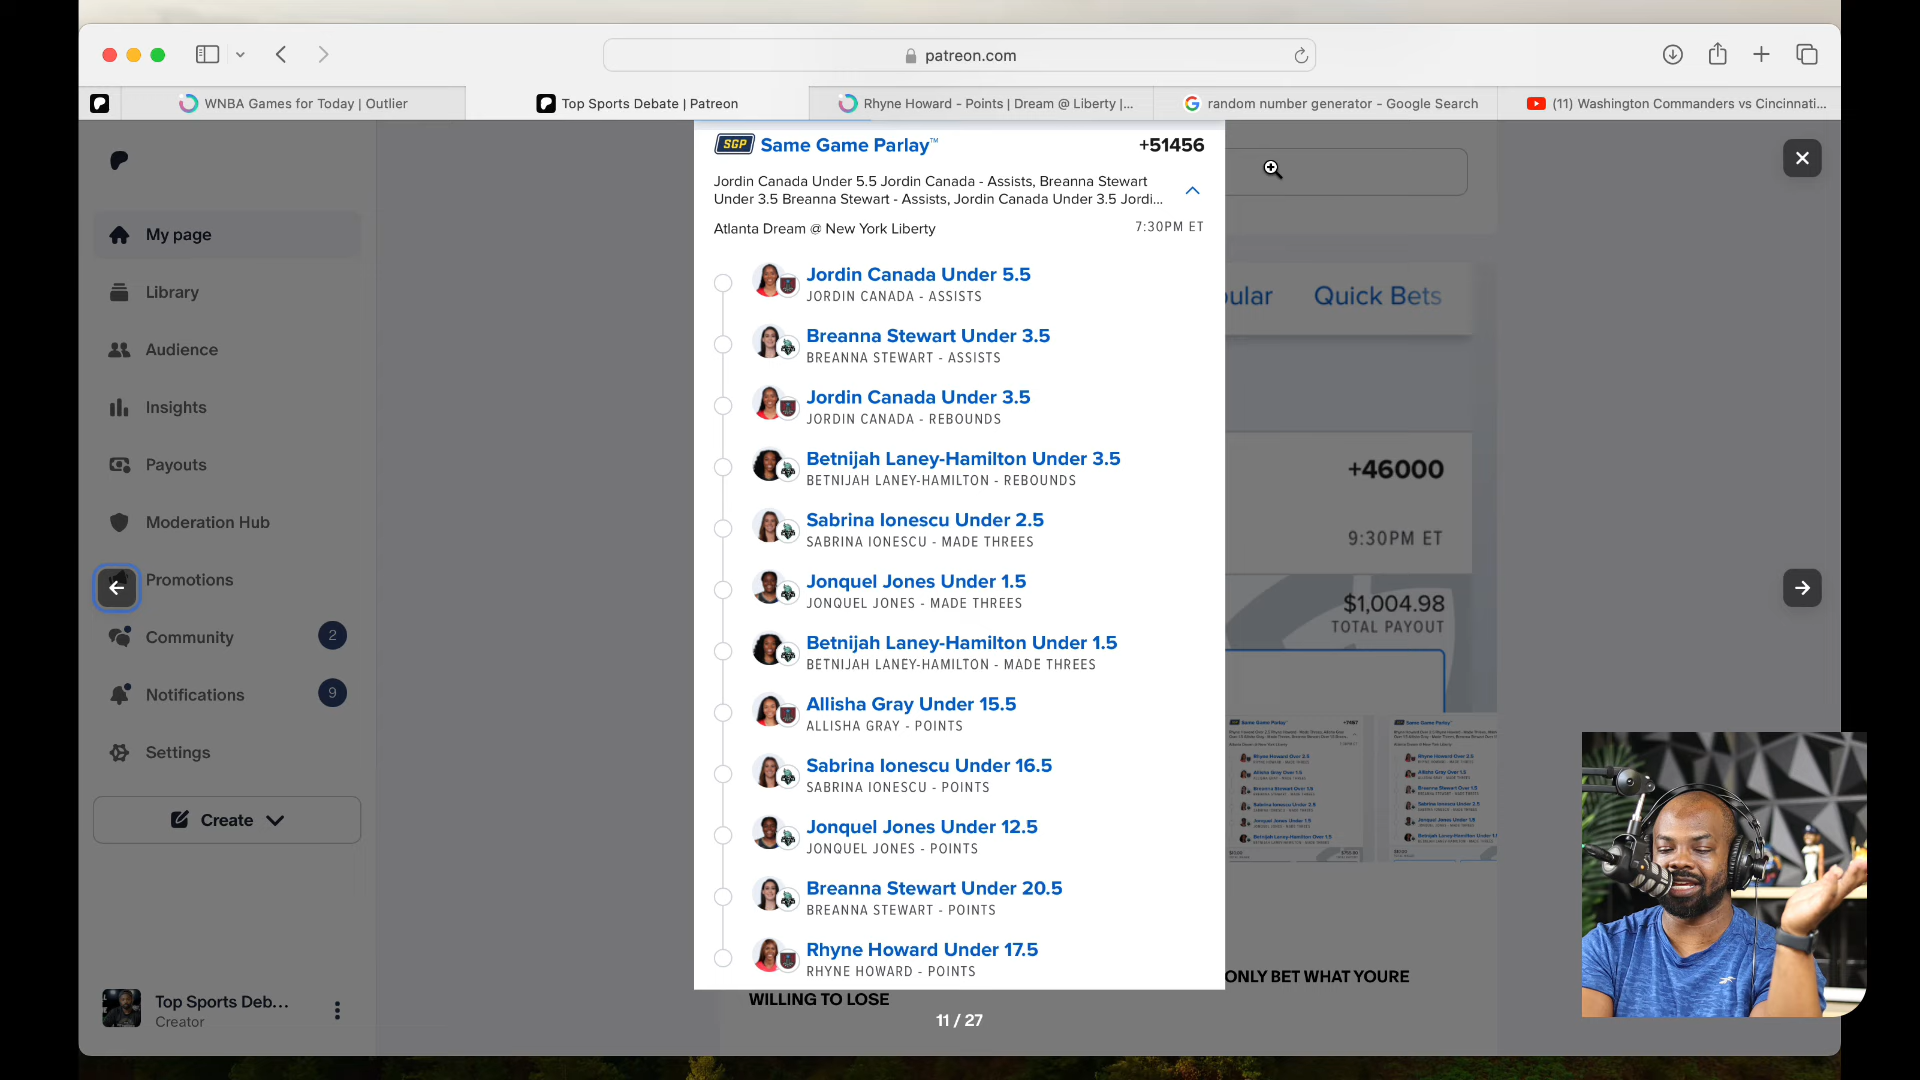 patreon.com
WNBA Games for Today | Outlier
Top Sports Debate | Patreon
Rhyne Howard - Points | Dream @ Liberty |...
random number generator - Google Search
(11) Washington Commanders vs Cincinnati...
My page
Library
Audience
Insights
Payouts
Moderation Hub
Promotions
Community
2
Notifications
9
Settings
Create
Top Sports Deb...
Creator
SGP Same Game Parlay™ +51456
Jordin Canada Under 5.5 Jordin Canada - Assists, Breanna Stewart
Under 3.5 Breanna Stewart - Assists, Jordin Canada Under 3.5 Jordi...
Atlanta Dream @ New York Liberty 7:30PM ET
Jordin Canada Under 5.5
JORDIN CANADA - ASSISTS
Breanna Stewart Under 3.5
BREANNA STEWART - ASSISTS
Jordin Canada Under 3.5
JORDIN CANADA - REBOUNDS
Betnijah Laney-Hamilton Under 3.5
BETNIJAH LANEY-HAMILTON - REBOUNDS
Sabrina Ionescu Under 2.5
SABRINA IONESCU - MADE THREES
Jonquel Jones Under 1.5
JONQUEL JONES - MADE THREES
Betnijah Laney-Hamilton Under 1.5
BETNIJAH LANEY-HAMILTON - MADE THREES
Allisha Gray Under 15.5
ALLISHA GRAY - POINTS
Sabrina Ionescu Under 16.5
SABRINA IONESCU - POINTS
Jonquel Jones Under 12.5
JONQUEL JONES - POINTS
Breanna Stewart Under 20.5
BREANNA STEWART - POINTS
Rhyne Howard Under 17.5
RHYNE HOWARD - POINTS
ular Quick Bets
+46000
9:30PM ET
$1,004.98
TOTAL PAYOUT
ONLY BET WHAT YOURE
WILLING TO LOSE
11 / 27